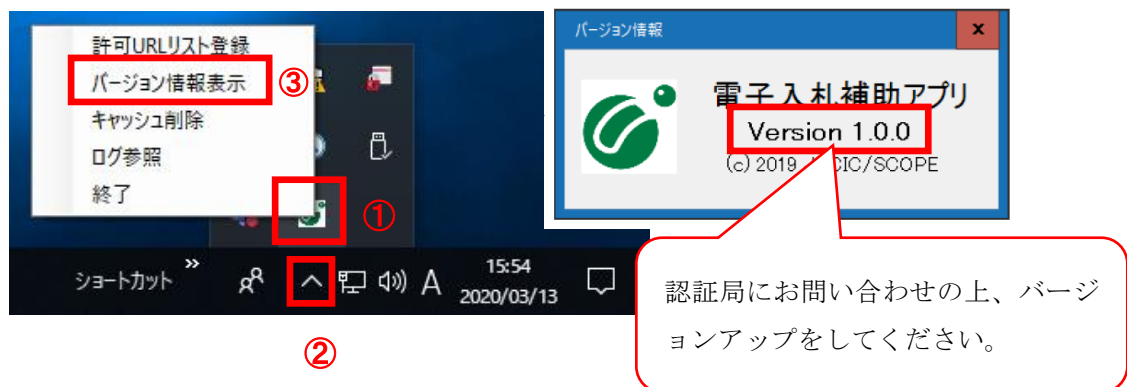 許可URLリスト登録
バージョン情報表示
③
キャッシュ削除
ログ参照
終了
①
ショートカット
»
A
15:54
2020/03/13
②
バージョン情報
x
電子入札補助アプリ
Version 1.0.0
(c) 2019 CIC/SCOPE
認証局にお問い合わせの上、バージ
ョンアップをしてください。